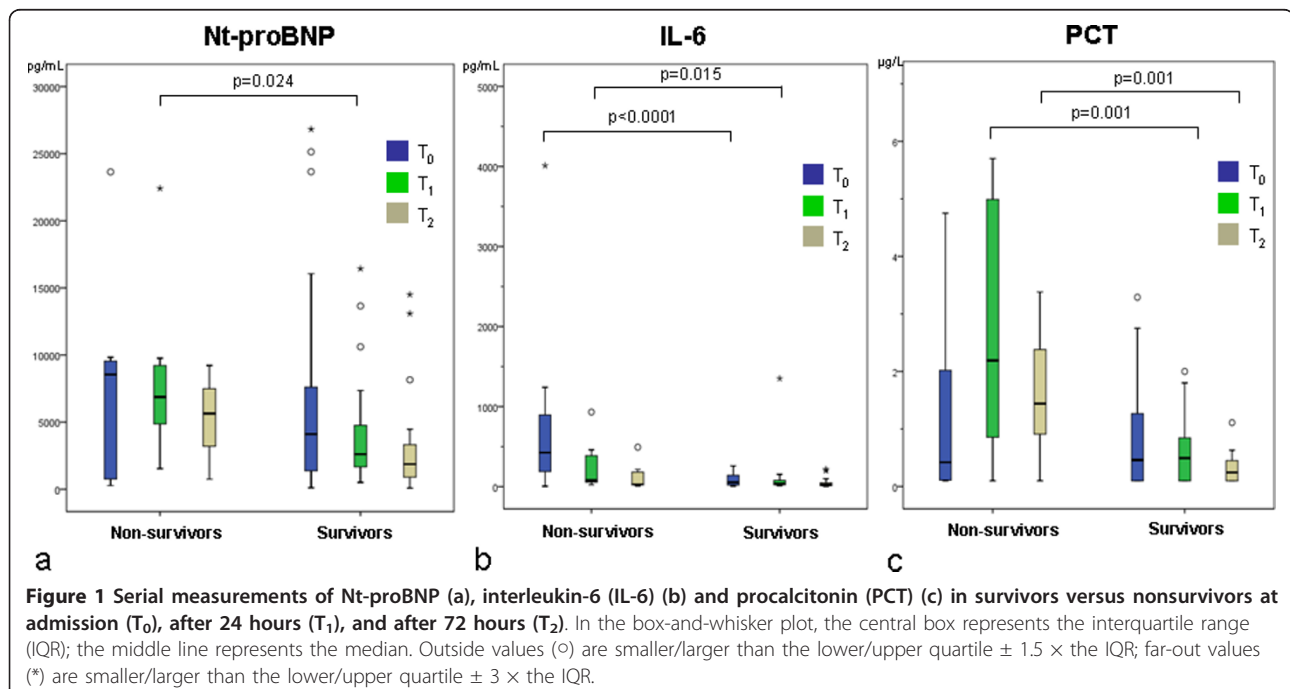 Nt-proBNP
IL-6
PCT
pg/mL
30000
25000
20000
15000
10000
5000
0
p=0.024
T0
T1
T2
Non-survivors
Survivors
a
pg/mL
5000
4000
3000
2000
1000
0
p=0.015
p<0.0001
T0
T1
T2
Non-survivors
Survivors
b
µg/L
6
4
2
0
p=0.001
p=0.001
T0
T1
T2
Non-survivors
Survivors
c
Figure 1 Serial measurements of Nt-proBNP (a), interleukin-6 (IL-6) (b) and procalcitonin (PCT) (c) in survivors versus nonsurvivors at
admission (T0), after 24 hours (T1), and after 72 hours (T2). In the box-and-whisker plot, the central box represents the interquartile range
(IQR); the middle line represents the median. Outside values (○) are smaller/larger than the lower/upper quartile ± 1.5 × the IQR; far-out values
(*) are smaller/larger than the lower/upper quartile ± 3 × the IQR.